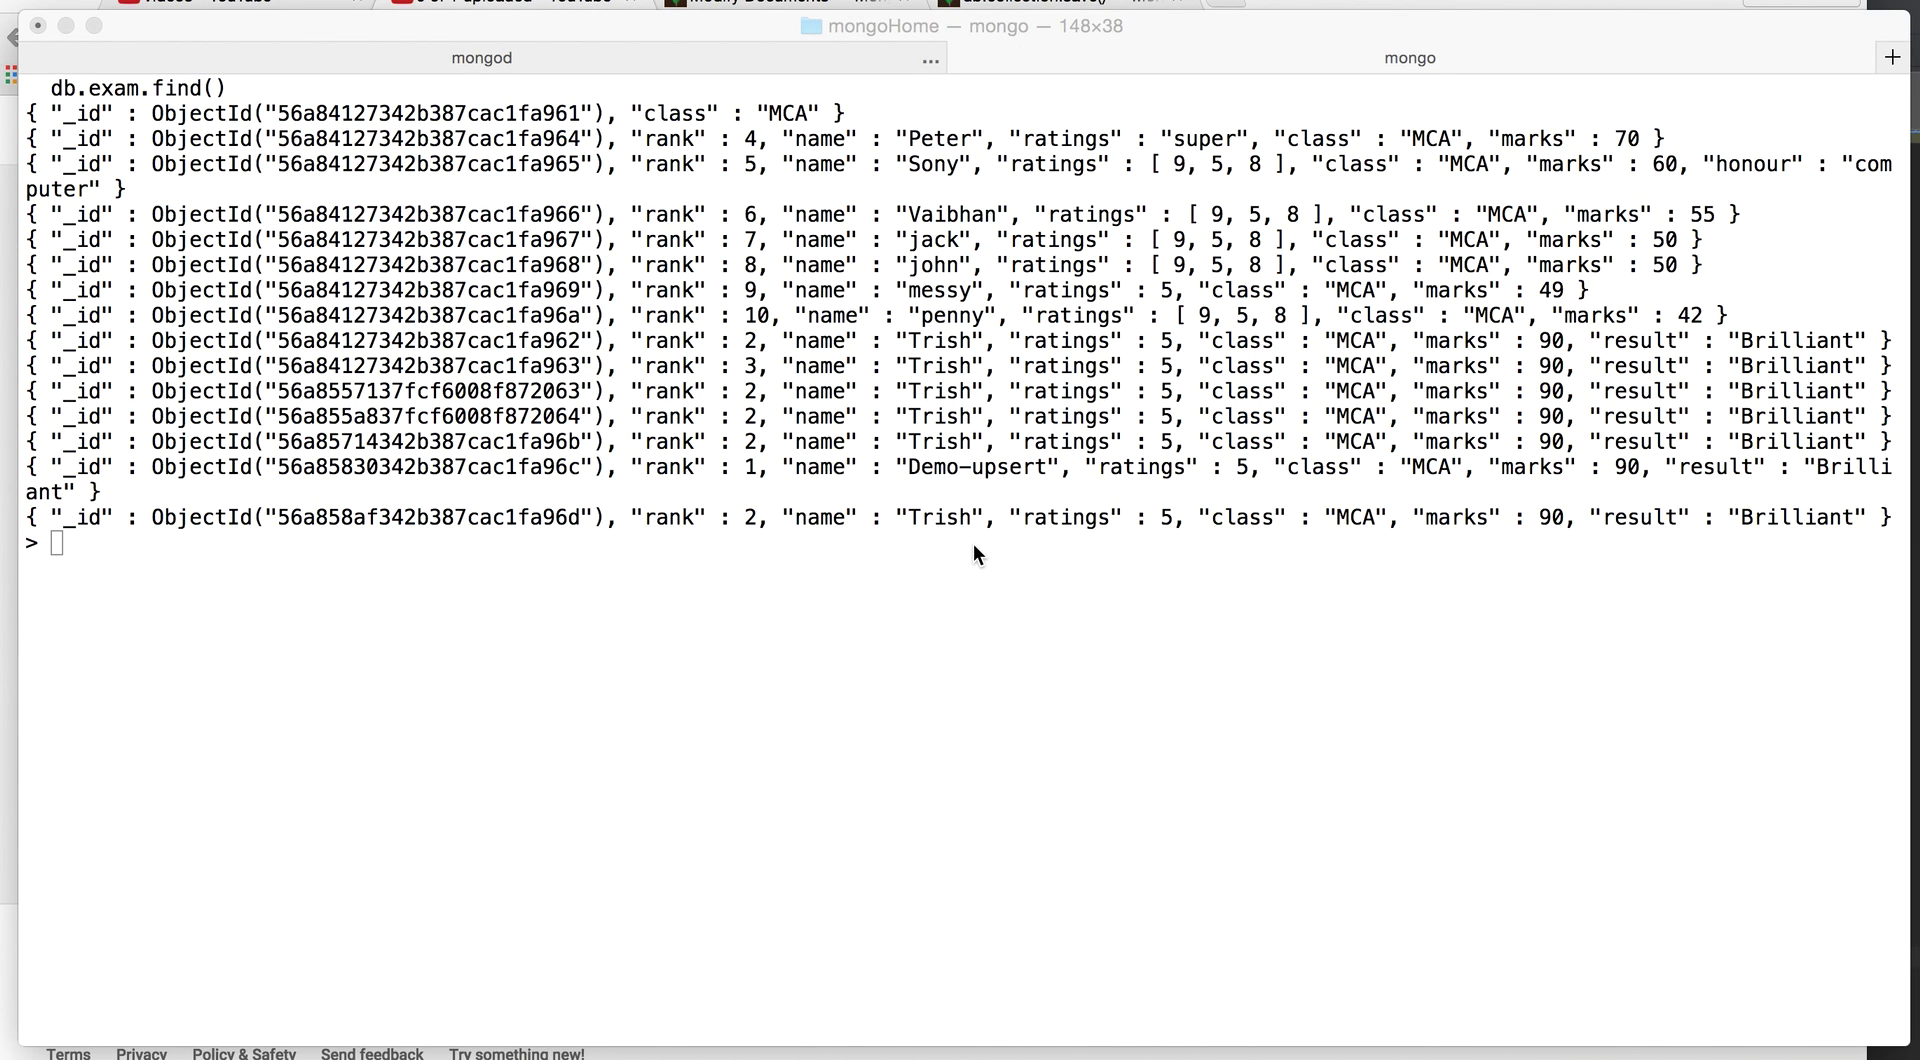 mongoHome — mongo — 148×38
mongod ... mongo +
db.exam.find()
{ "_id" : ObjectId("56a84127342b387cac1fa961"), "class" : "MCA" }
{ "_id" : ObjectId("56a84127342b387cac1fa964"), "rank" : 4, "name" : "Peter", "ratings" : "super", "class" : "MCA", "marks" : 70 }
{ "_id" : ObjectId("56a84127342b387cac1fa965"), "rank" : 5, "name" : "Sony", "ratings" : [ 9, 5, 8 ], "class" : "MCA", "marks" : 60, "honour" : "com
puter" }
{ "_id" : ObjectId("56a84127342b387cac1fa966"), "rank" : 6, "name" : "Vaibhan", "ratings" : [ 9, 5, 8 ], "class" : "MCA", "marks" : 55 }
{ "_id" : ObjectId("56a84127342b387cac1fa967"), "rank" : 7, "name" : "jack", "ratings" : [ 9, 5, 8 ], "class" : "MCA", "marks" : 50 }
{ "_id" : ObjectId("56a84127342b387cac1fa968"), "rank" : 8, "name" : "john", "ratings" : [ 9, 5, 8 ], "class" : "MCA", "marks" : 50 }
{ "_id" : ObjectId("56a84127342b387cac1fa969"), "rank" : 9, "name" : "messy", "ratings" : 5, "class" : "MCA", "marks" : 49 }
{ "_id" : ObjectId("56a84127342b387cac1fa96a"), "rank" : 10, "name" : "penny", "ratings" : [ 9, 5, 8 ], "class" : "MCA", "marks" : 42 }
{ "_id" : ObjectId("56a84127342b387cac1fa962"), "rank" : 2, "name" : "Trish", "ratings" : 5, "class" : "MCA", "marks" : 90, "result" : "Brilliant" }
{ "_id" : ObjectId("56a84127342b387cac1fa963"), "rank" : 3, "name" : "Trish", "ratings" : 5, "class" : "MCA", "marks" : 90, "result" : "Brilliant" }
{ "_id" : ObjectId("56a8557137fcf6008f872063"), "rank" : 2, "name" : "Trish", "ratings" : 5, "class" : "MCA", "marks" : 90, "result" : "Brilliant" }
{ "_id" : ObjectId("56a855a837fcf6008f872064"), "rank" : 2, "name" : "Trish", "ratings" : 5, "class" : "MCA", "marks" : 90, "result" : "Brilliant" }
{ "_id" : ObjectId("56a85714342b387cac1fa96b"), "rank" : 2, "name" : "Trish", "ratings" : 5, "class" : "MCA", "marks" : 90, "result" : "Brilliant" }
{ "_id" : ObjectId("56a85830342b387cac1fa96c"), "rank" : 1, "name" : "Demo-upsert", "ratings" : 5, "class" : "MCA", "marks" : 90, "result" : "Brilli
ant" }
{ "_id" : ObjectId("56a858af342b387cac1fa96d"), "rank" : 2, "name" : "Trish", "ratings" : 5, "class" : "MCA", "marks" : 90, "result" : "Brilliant" }
>
Terms Privacy Policy & Safety Send feedback Try something new!